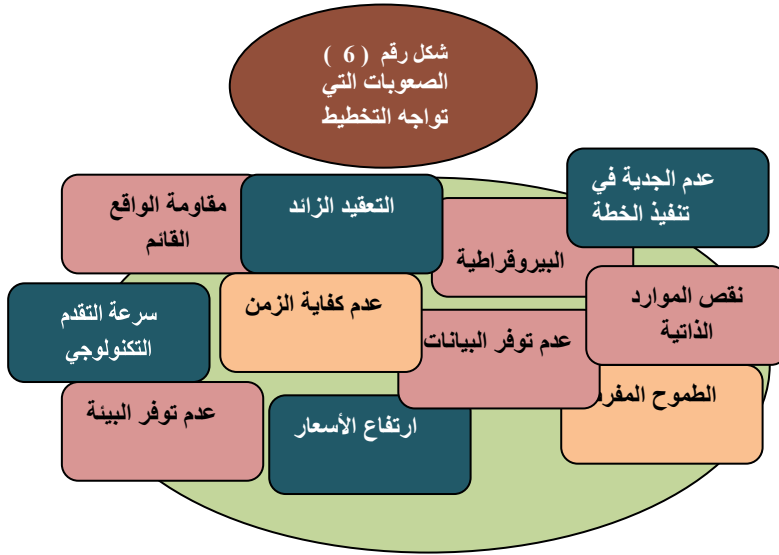 شكل رقم ( 6 )
الصعوبات التي
تواجه التخطيط
عدم الجدية في
تنفيذ الخطة
التعقيد الزائد
مقاومة الواقع
القائم
البيروقراطية
نقص الموارد
الذاتية
عدم كفاية الزمن
سرعة التقدم
التكنولوجي
عدم توفر البيانات
الطموح
عدم توفر البيئة
ارتفاع الأسعار